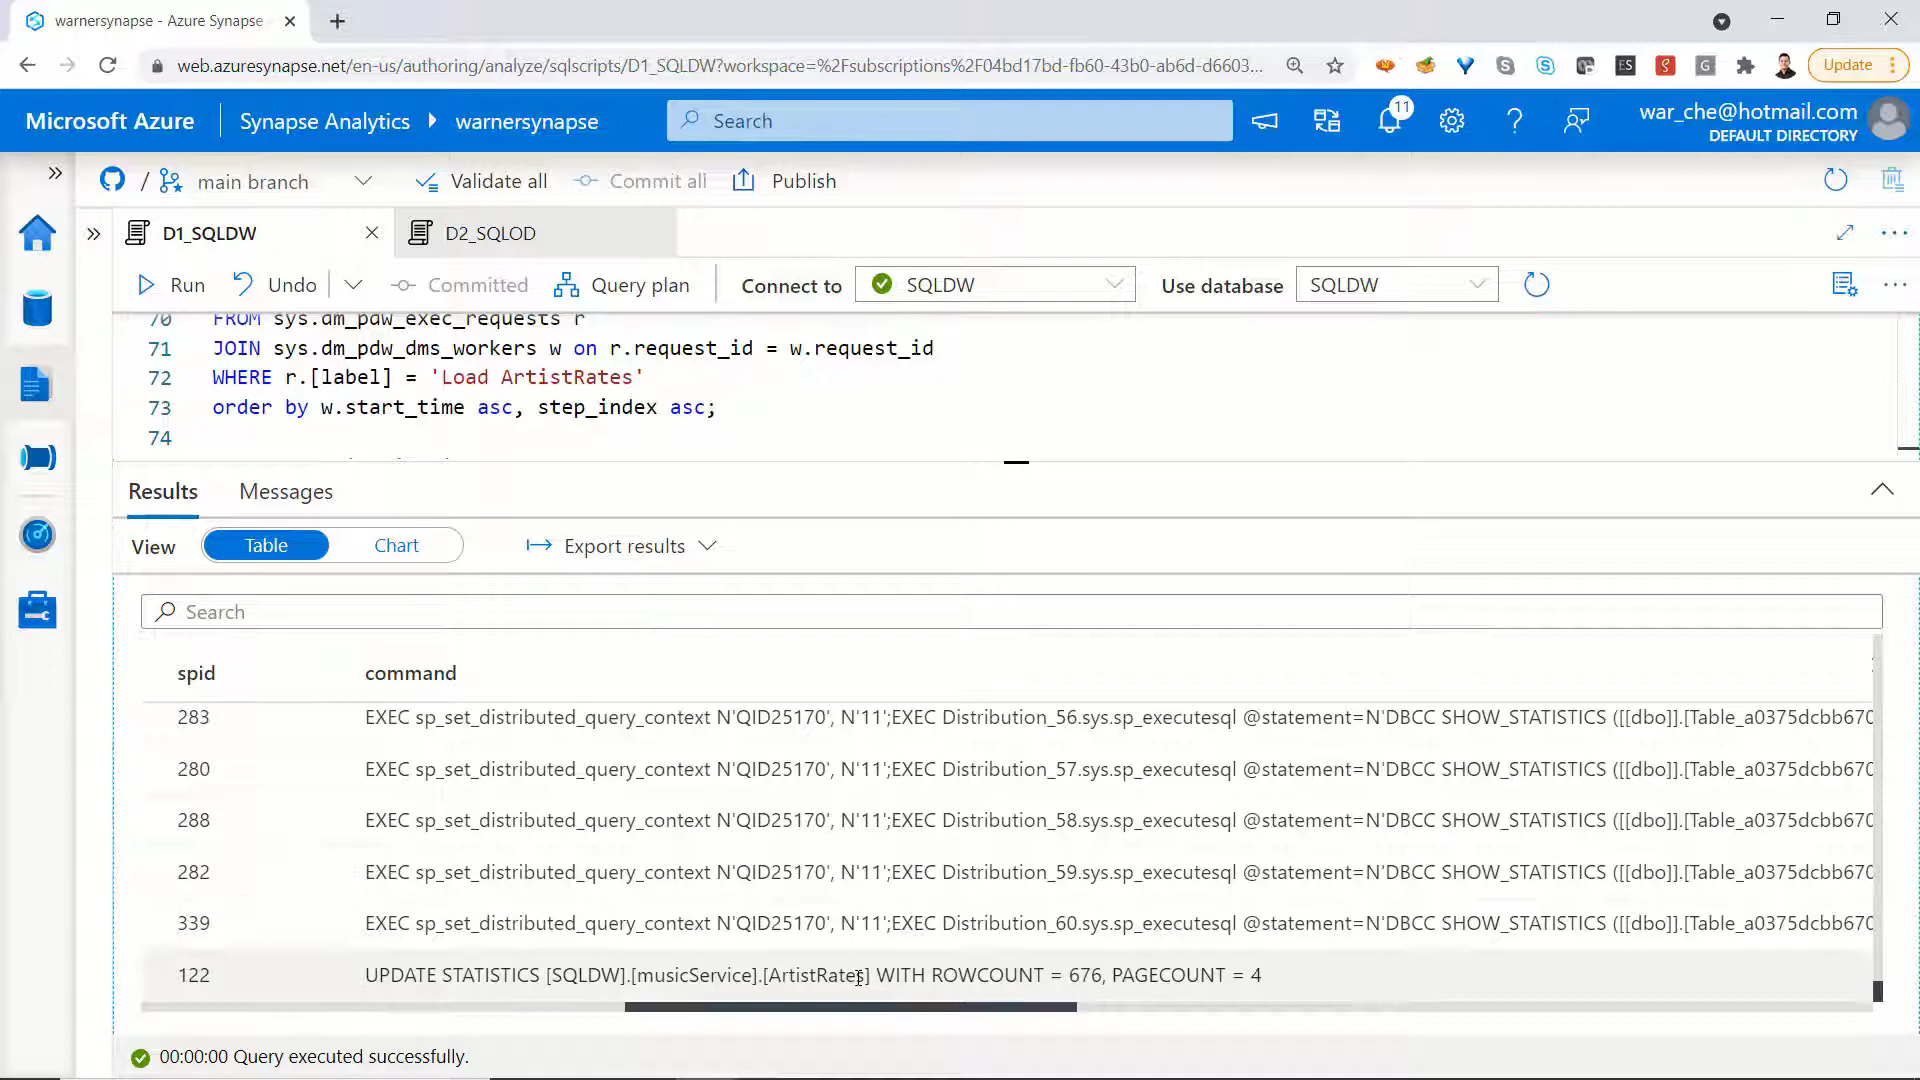 warnersynapse - Azure Synapse
web.azuresynapse.net/en-us/authoring/analyze/sqlscripts/D1_SQLDW?workspace=%2Fsubscriptions%2F04bd17bd-fb60-43b0-ab6d-d6603...
Update
Microsoft Azure
Synapse Analytics
warnersynapse
Search
11
war_che@hotmail.com
DEFAULT DIRECTORY
/ main branch
Validate all
Commit all
Publish
D1_SQLDW
D2_SQLOD
Run
Undo
Committed
Query plan
Connect to
SQLDW
Use database
SQLDW
70 FROM sys.dm_pdw_exec_requests r
71 JOIN sys.dm_pdw_dms_workers w on r.request_id = w.request_id
72 WHERE r.[label] = 'Load ArtistRates'
73 order by w.start_time asc, step_index asc;
74
Results
Messages
View
Table
Chart
Export results
Search
spid command
283 EXEC sp_set_distributed_query_context N'QID25170', N'11';EXEC Distribution_56.sys.sp_executesql @statement=N'DBCC SHOW_STATISTICS ([[dbo]].[Table_a0375dcbb670
280 EXEC sp_set_distributed_query_context N'QID25170', N'11';EXEC Distribution_57.sys.sp_executesql @statement=N'DBCC SHOW_STATISTICS ([[dbo]].[Table_a0375dcbb670
288 EXEC sp_set_distributed_query_context N'QID25170', N'11';EXEC Distribution_58.sys.sp_executesql @statement=N'DBCC SHOW_STATISTICS ([[dbo]].[Table_a0375dcbb670
282 EXEC sp_set_distributed_query_context N'QID25170', N'11';EXEC Distribution_59.sys.sp_executesql @statement=N'DBCC SHOW_STATISTICS ([[dbo]].[Table_a0375dcbb670
339 EXEC sp_set_distributed_query_context N'QID25170', N'11';EXEC Distribution_60.sys.sp_executesql @statement=N'DBCC SHOW_STATISTICS ([[dbo]].[Table_a0375dcbb670
122 UPDATE STATISTICS [SQLDW].[musicService].[ArtistRates] WITH ROWCOUNT = 676, PAGECOUNT = 4
00:00:00 Query executed successfully.